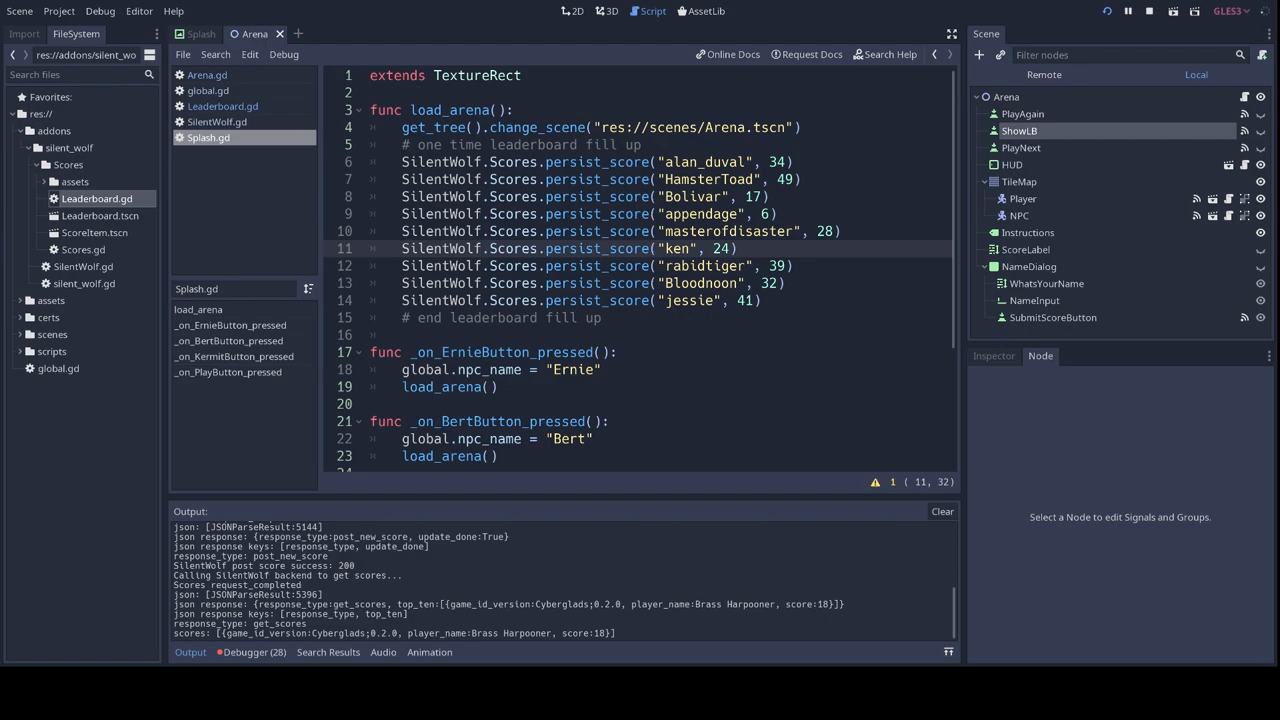 Scene Project Debug Editor Help
2D 3D Script AssetLib
GLES3
Import FileSystem
res://addons/silent_wo
Search files
Favorites:
res://
addons
silent_wolf
Scores
assets
Leaderboard.gd
Leaderboard.tscn
ScoreItem.tscn
Scores.gd
SilentWolf.gd
silent_wolf.gd
assets
certs
scenes
scripts
global.gd
Splash Arena
File Search Edit Debug
Online Docs Request Docs Search Help
Arena.gd
global.gd
Leaderboard.gd
SilentWolf.gd
Splash.gd
Splash.gd
load_arena
_on_ErnieButton_pressed
_on_BertButton_pressed
_on_KermitButton_pressed
_on_PlayButton_pressed
1 extends TextureRect
2
3 func load_arena():
4 get_tree().change_scene("res://scenes/Arena.tscn")
5 # one time leaderboard fill up
6 SilentWolf.Scores.persist_score("alan_duval", 34)
7 SilentWolf.Scores.persist_score("HamsterToad", 49)
8 SilentWolf.Scores.persist_score("Bolivar", 17)
9 SilentWolf.Scores.persist_score("appendage", 6)
10 SilentWolf.Scores.persist_score("masterofdisaster", 28)
11 SilentWolf.Scores.persist_score("ken", 24)
12 SilentWolf.Scores.persist_score("rabidtiger", 39)
13 SilentWolf.Scores.persist_score("Bloodnoon", 32)
14 SilentWolf.Scores.persist_score("jessie", 41)
15 # end leaderboard fill up
16
17 func _on_ErnieButton_pressed():
18 global.npc_name = "Ernie"
19 load_arena()
20
21 func _on_BertButton_pressed():
22 global.npc_name = "Bert"
23 load_arena()
1 ( 11, 32)
Output:
Clear
json: [JSONParseResult:5144]
json response: {response_type:post_new_score, update_done:True}
json response keys: [response_type, update_done]
response_type: post_new_score
SilentWolf post score success: 200
Calling SilentWolf backend to get scores...
Scores request_completed
json: [JSONParseResult:5396]
json response: {response_type:get_scores, top_ten:[{game_id_version:Cyberglads;0.2.0, player_name:Brass Harpooner, score:18}]}
json response keys: [response_type, top_ten]
response_type: get_scores
scores: [{game_id_version:Cyberglads;0.2.0, player_name:Brass Harpooner, score:18}]
Output Debugger (28) Search Results Audio Animation
Scene
Filter nodes
Remote Local
Arena
PlayAgain
ShowLB
PlayNext
HUD
TileMap
Player
NPC
Instructions
ScoreLabel
NameDialog
WhatsYourName
NameInput
SubmitScoreButton
Inspector Node
Select a Node to edit Signals and Groups.